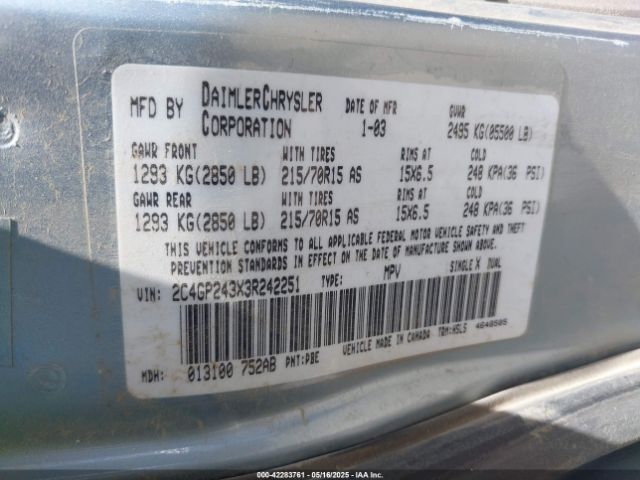 MFD BY DAIMLERCHRYSLER CORPORATION DATE OF MFR 1-03 GVWR 2495 KG(05500 LB)
GAWR FRONT WITH TIRES RIMS AT COLD
1293 KG(2850 LB) 215/70R15 AS 15X6.5 248 KPA(36 PSI)
GAWR REAR WITH TIRES RIMS AT COLD
1293 KG(2850 LB) 215/70R15 AS 15X6.5 248 KPA(36 PSI)
THIS VEHICLE CONFORMS TO ALL APPLICABLE FEDERAL MOTOR VEHICLE SAFETY AND THEFT
PREVENTION STANDARDS IN EFFECT ON THE DATE OF MANUFACTURE SHOWN ABOVE.
VIN: 2C4GP243X3R242251 TYPE: MPV SINGLE X DUAL
MDH: 013100 752AB PNT:PBE VEHICLE MADE IN CANADA TRM:HSLS 4648505
000-42283761 - 05/16/2025 - IAAI.COM